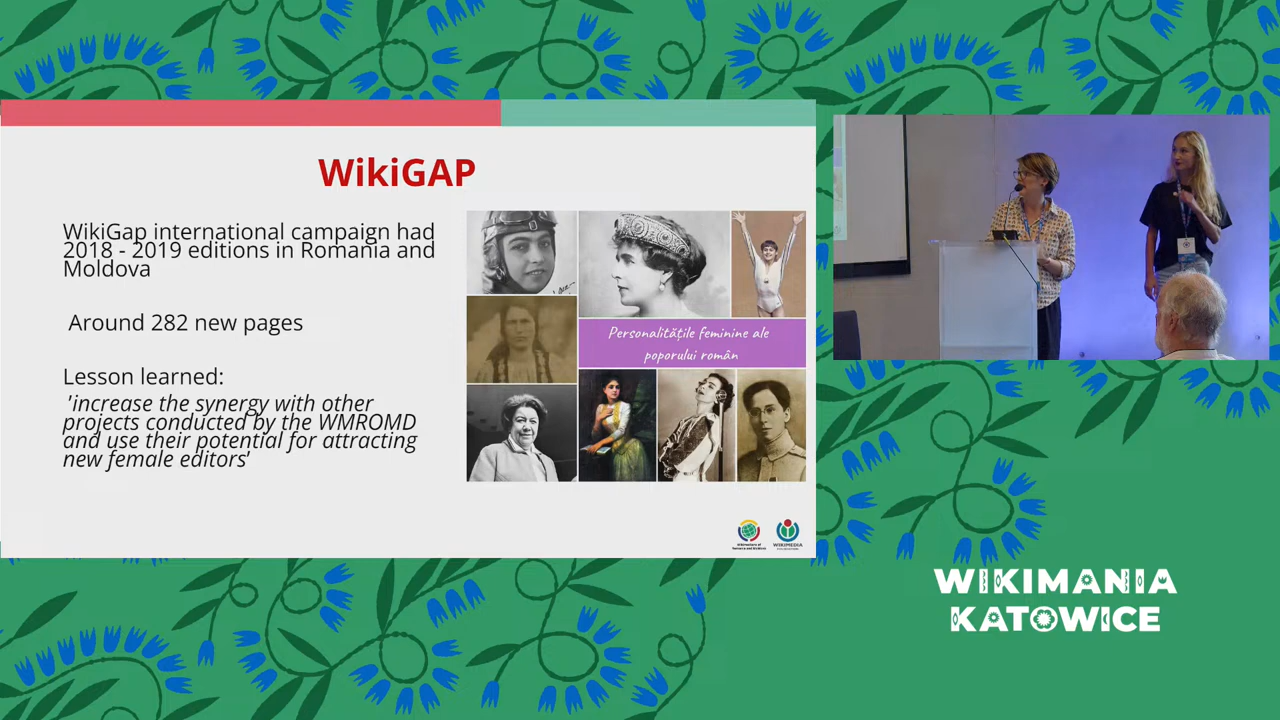 WikiGAP
WikiGap international campaign had
2018 - 2019 editions in Romania and
Moldova
Around 282 new pages
Lesson learned:
'increase the synergy with other
projects conducted by the WMROMD
and use their potential for attracting
new female editors'
Personalitățile feminine ale
poporului român
WIKIMEDIA
WIKIMANIA
KATOWICE